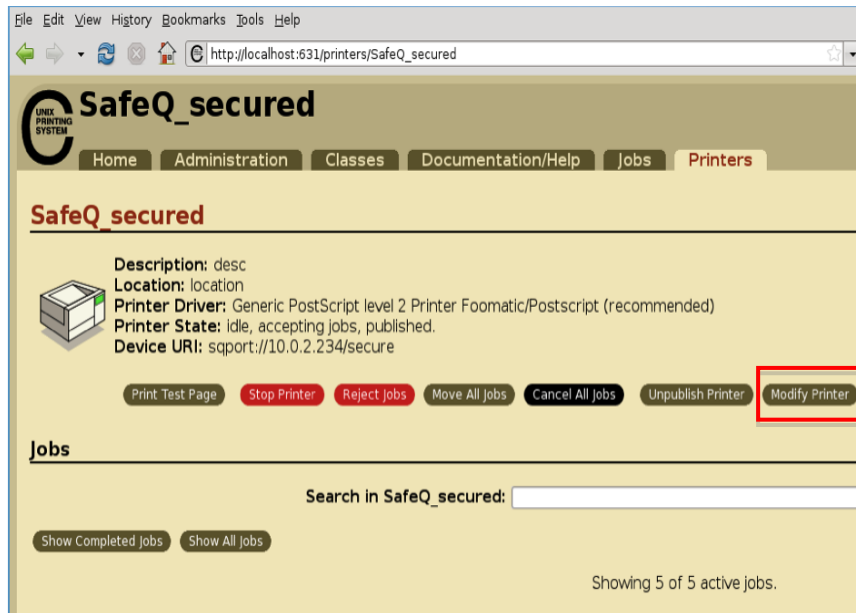 File Edit View History Bookmarks Tools Help
http://localhost:631/printers/SafeQ_secured
UNIX
PRINTING
SYSTEM
SafeQ_secured
Home Administration Classes Documentation/Help Jobs Printers
SafeQ_secured
Description: desc
Location: location
Printer Driver: Generic PostScript level 2 Printer Foomatic/Postscript (recommended)
Printer State: idle, accepting jobs, published.
Device URI: sqport://10.0.2.234/secure
Print Test Page Stop Printer Reject Jobs Move All Jobs Cancel All Jobs Unpublish Printer Modify Printer
Jobs
Search in SafeQ_secured:
Show Completed Jobs Show All Jobs
Showing 5 of 5 active jobs.